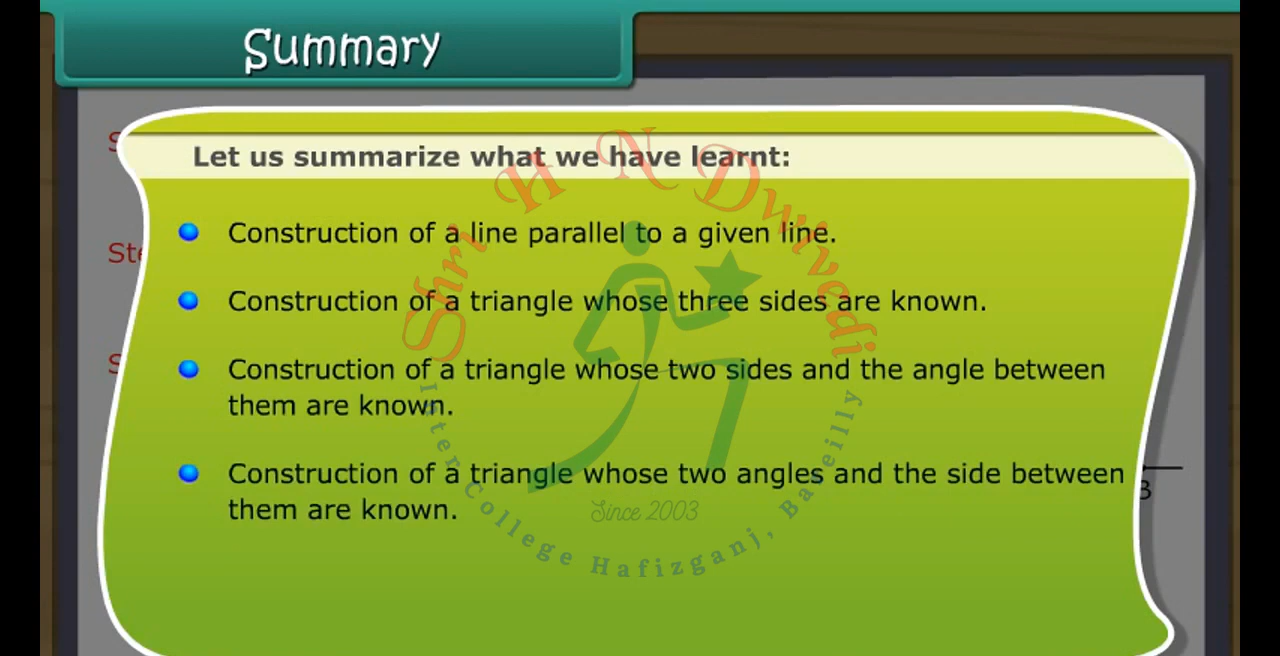 Summary
Let us summarize what we have learnt:
Construction of a line parallel to a given line.
Construction of a triangle whose three sides are known.
Construction of a triangle whose two sides and the angle between
them are known.
Construction of a triangle whose two angles and the side between
them are known.
Shri H N Dwivedi
Inter College Hafizganj, Bareilly
Since 2003